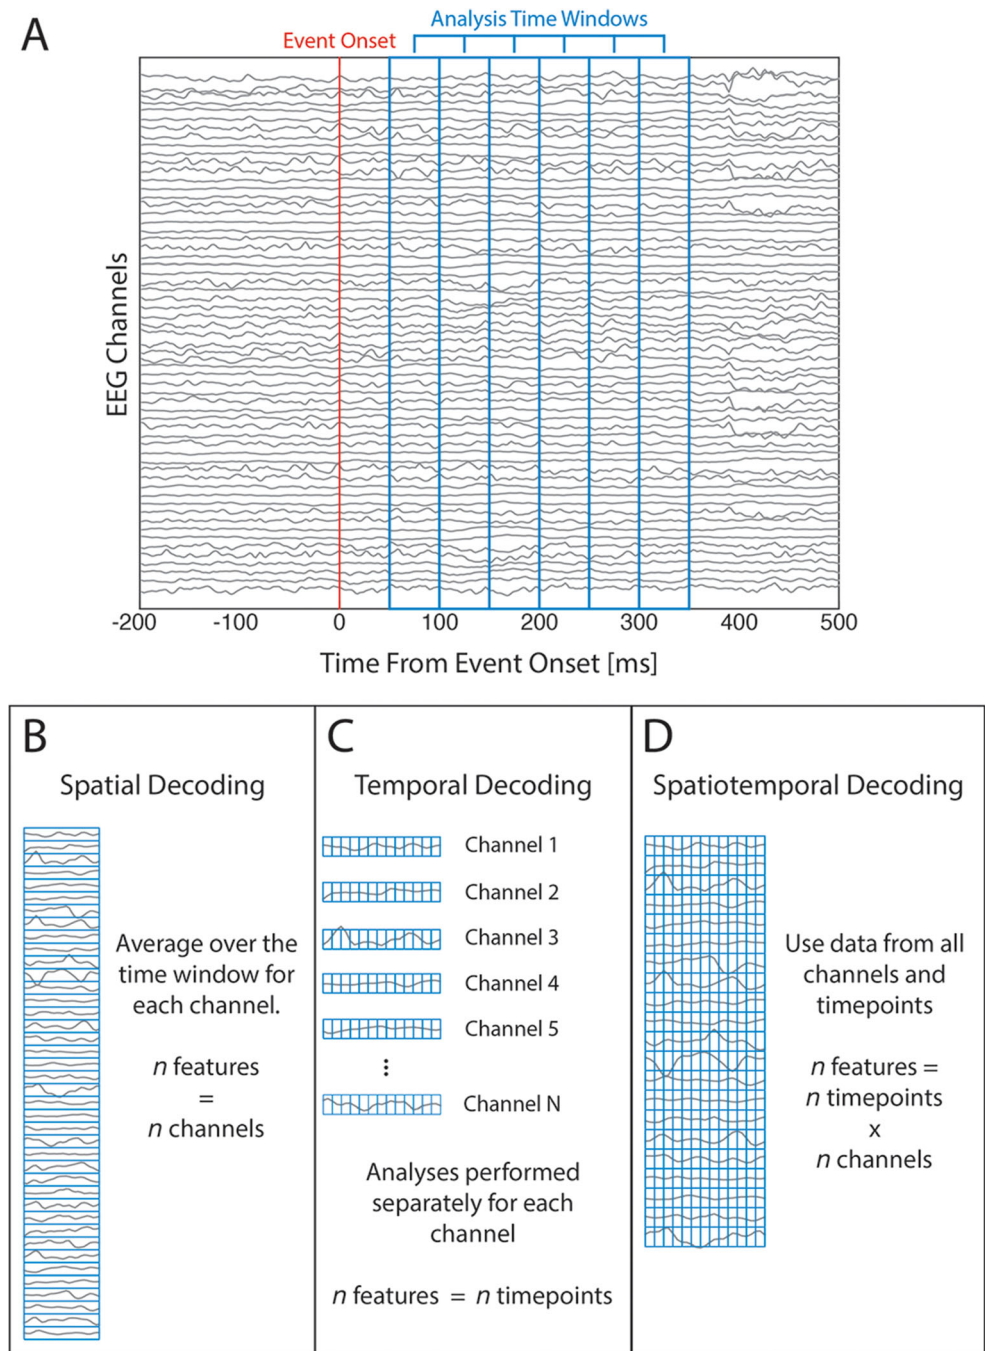 A
Analysis Time Windows
Event Onset
EEG Channels
-200 -100 0 100 200 300 400 500
Time From Event Onset [ms]
B
Spatial Decoding
Average over the
time window for
each channel.
n features
=
n channels
C
Temporal Decoding
Channel 1
Channel 2
Channel 3
Channel 4
Channel 5
⋮
Channel N
Analyses performed
separately for each
channel
n features = n timepoints
D
Spatiotemporal Decoding
Use data from all
channels and
timepoints
n features =
n timepoints
x
n channels